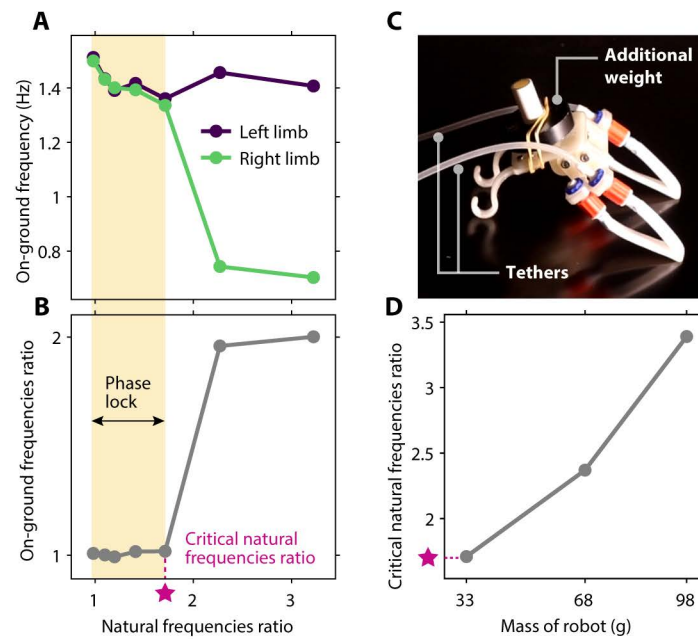 A
1.4
1.2
1
0.8
On-ground frequency (Hz)
Left limb
Right limb
B
2
1
On-ground frequencies ratio
Phase
lock
Critical natural
frequencies ratio
1
2
3
Natural frequencies ratio
C
Additional
weight
Tethers
D
3.5
3
2.5
2
Critical natural frequencies ratio
33
68
98
Mass of robot (g)